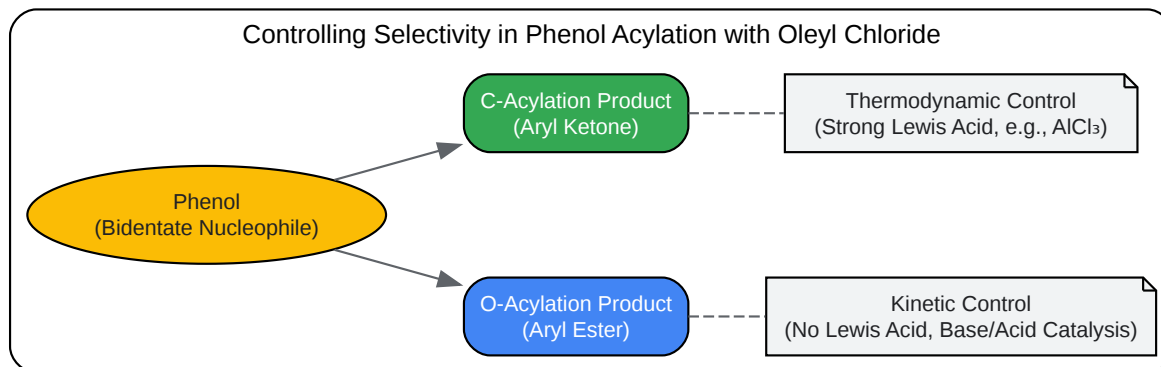 Controlling Selectivity in Phenol Acylation with Oleyl Chloride
C-Acylation Product
(Aryl Ketone)
Thermodynamic Control
(Strong Lewis Acid, e.g., AlCl₃)
Phenol
(Bidentate Nucleophile)
O-Acylation Product
(Aryl Ester)
Kinetic Control
(No Lewis Acid, Base/Acid Catalysis)